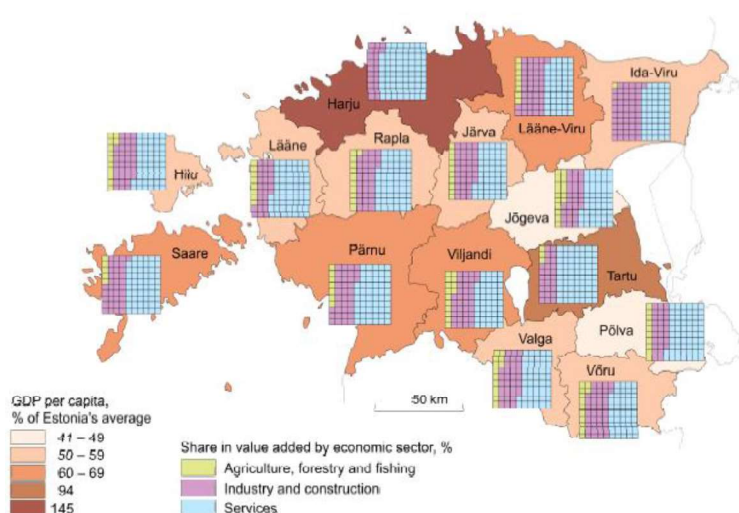 Harju
Ida-Viru
Lääne-Viru
Lääne
Rapla
Järva
Hiiu
Jõgeva
Saare
Pärnu
Viljandi
Tartu
Põlva
Valga
Võru
50 km
GDP per capita,
% of Estonia's average
41 – 49
50 – 59
60 – 69
94
145
Share in value added by economic sector, %
Agriculture, forestry and fishing
Industry and construction
Services